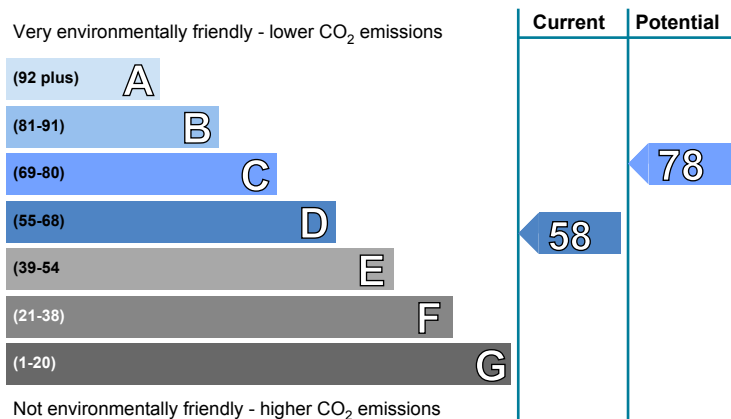 Very environmentally friendly - lower CO₂ emissions
Current
Potential
(92 plus) A
(81-91) B
(69-80) C
78
(55-68) D
58
(39-54 E
(21-38) F
(1-20) G
Not environmentally friendly - higher CO₂ emissions